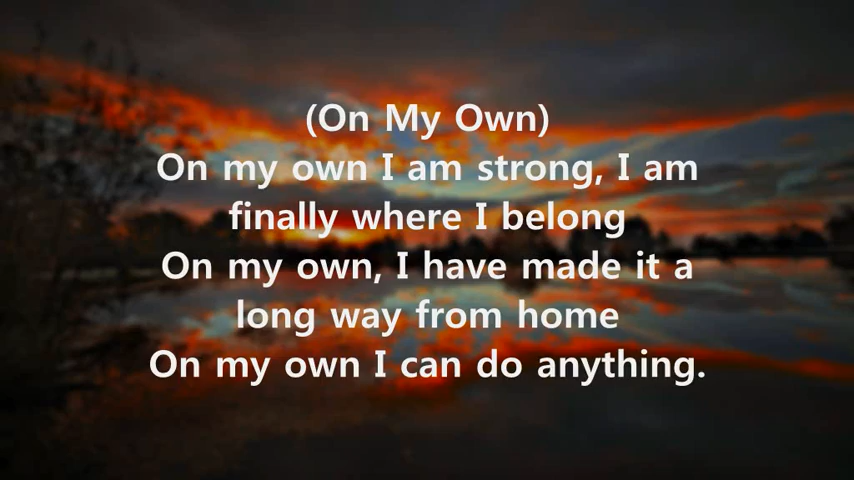 (On My Own)
On my own I am strong, I am
finally where I belong
On my own, I have made it a
long way from home
On my own I can do anything.